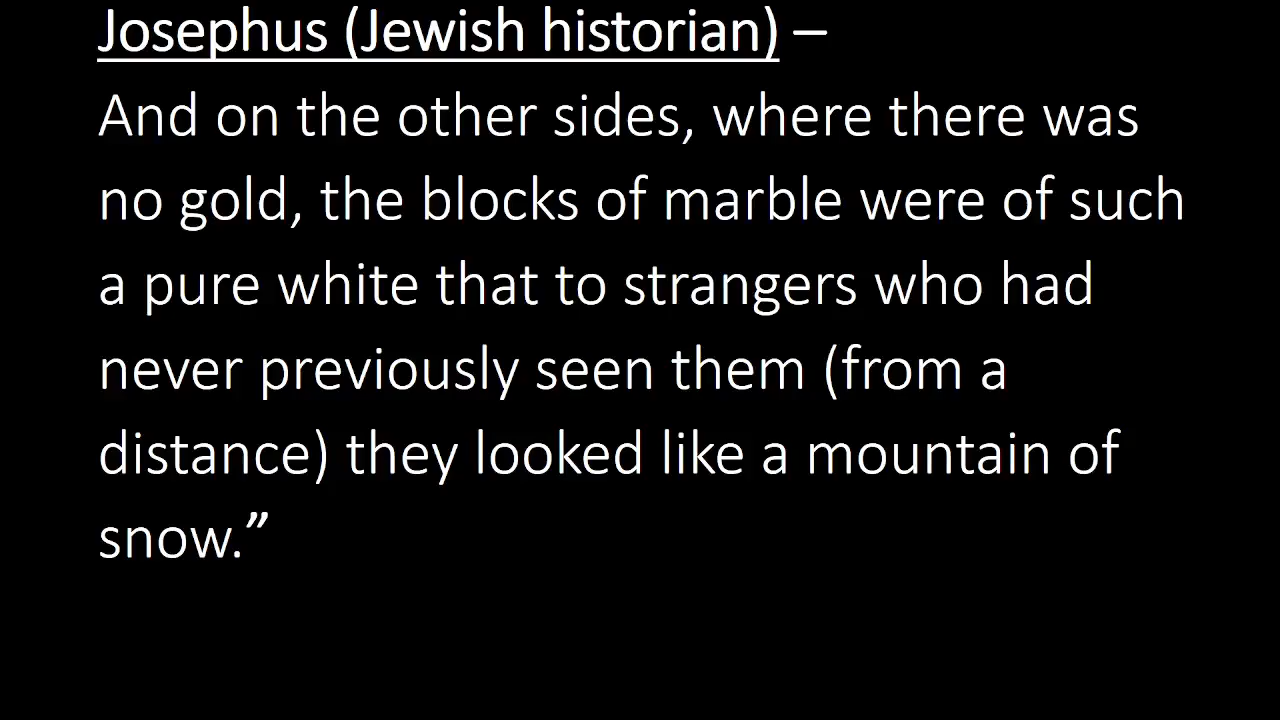 Josephus (Jewish historian) –
And on the other sides, where there was
no gold, the blocks of marble were of such
a pure white that to strangers who had
never previously seen them (from a
distance) they looked like a mountain of
snow.”